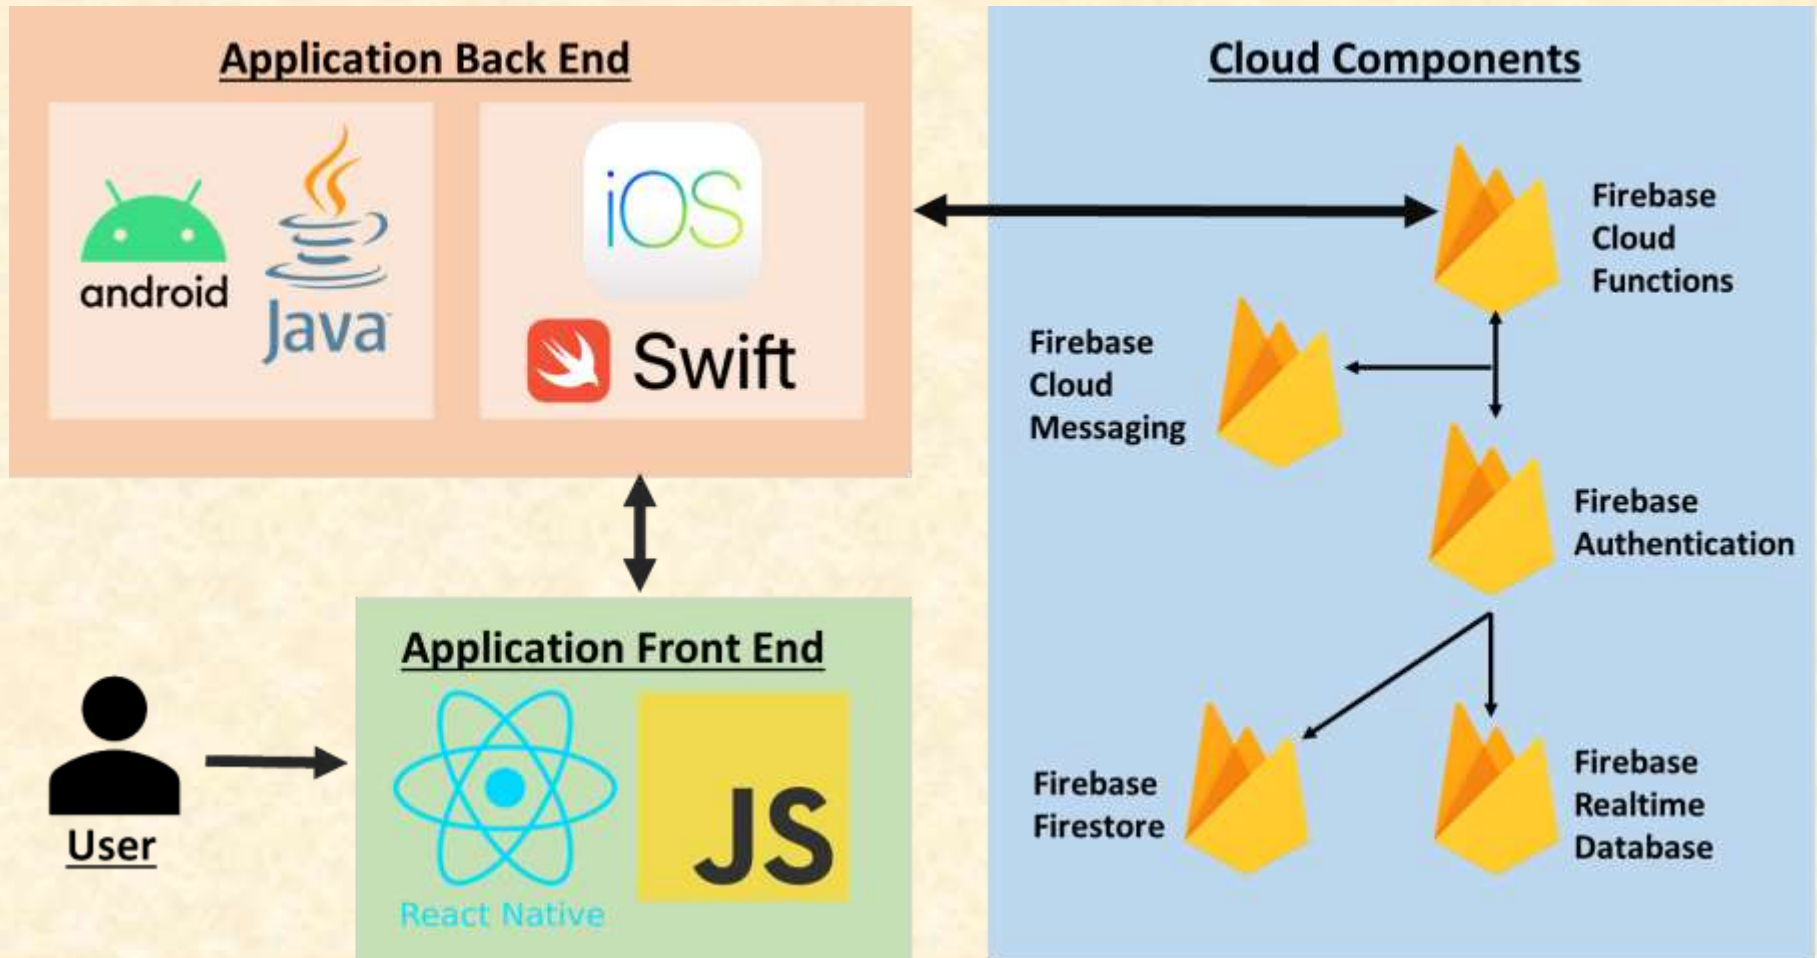 Application Back End
android
Java
iOS
Swift
Cloud Components
Firebase
Cloud
Functions
Firebase
Cloud
Messaging
Firebase
Authentication
Firebase
Firestore
Firebase
Realtime
Database
User
Application Front End
React Native
JS